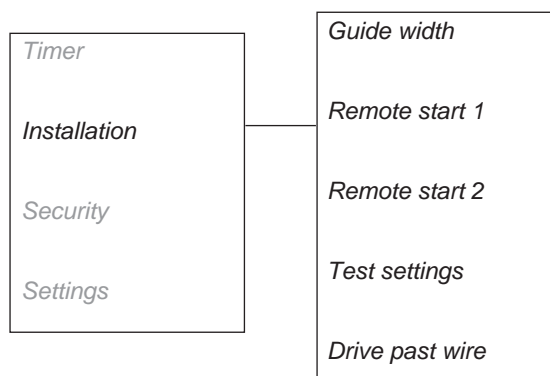 Timer
Installation
Security
Settings
Guide width
Remote start 1
Remote start 2
Test settings
Drive past wire